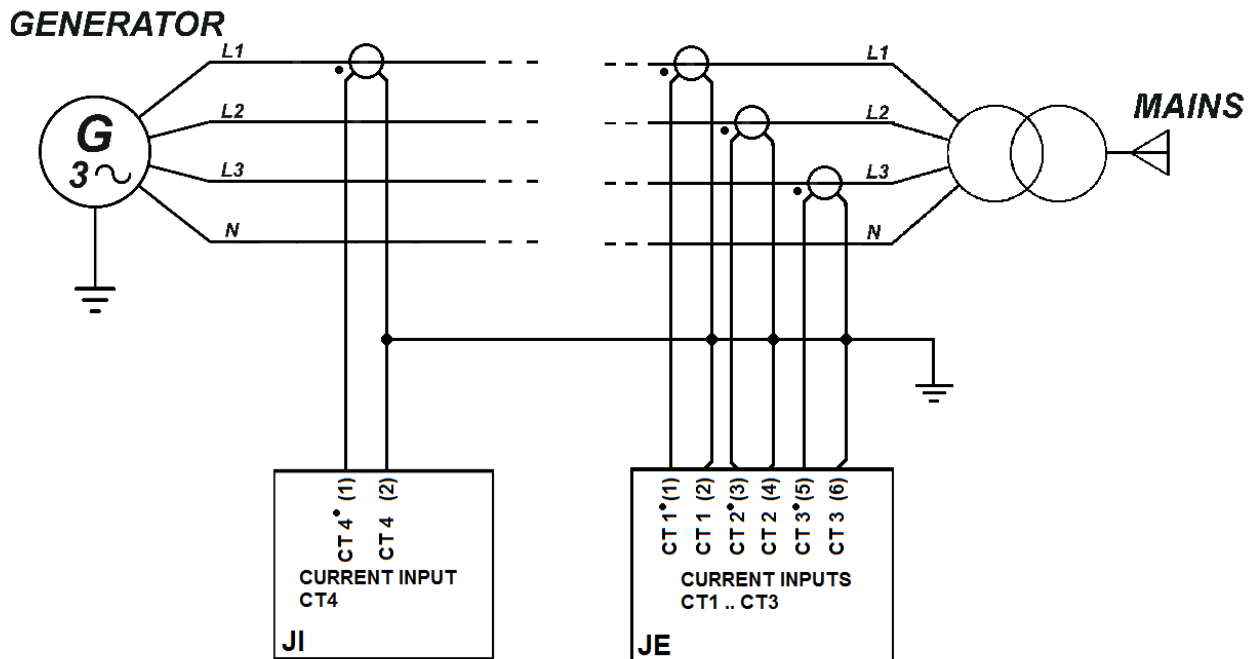 GENERATOR
L1
L2
L3
N
G
3
L1
L2
L3
N
MAINS
CT 4 • (1)
CT 4 (2)
CURRENT INPUT
CT4
JI
CT 1 • (1)
CT 1 (2)
CT 2 • (3)
CT 2 (4)
CT 3 • (5)
CT 3 (6)
CURRENT INPUTS
CT1 .. CT3
JE